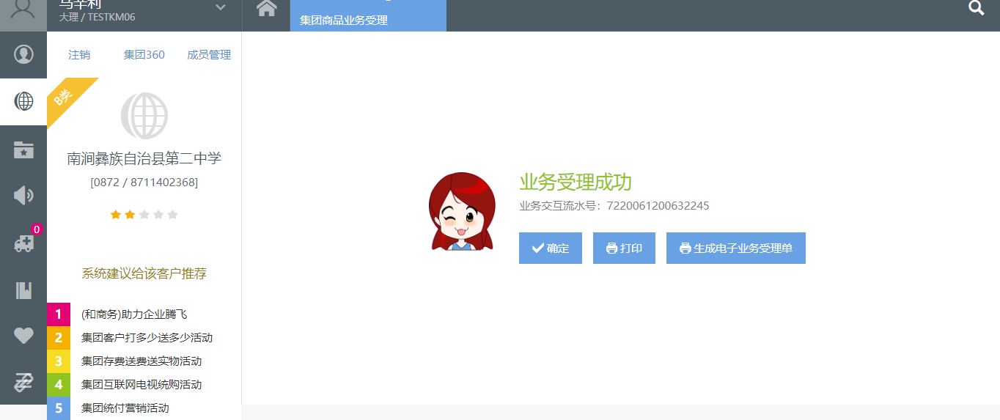 大理 / TESTKM06
集团商品业务受理
注销
集团360
成员管理
B类
南涧彝族自治县第二中学
[0872 / 8711402368]
0
系统建议给该客户推荐
1 (和商务)助力企业腾飞
2 集团客户打多少送多少活动
3 集团存费送费送实物活动
4 集团互联网电视统购活动
5 集团统付营销活动
业务受理成功
业务交互流水号：7220061200632245
确定
打印
生成电子业务受理单